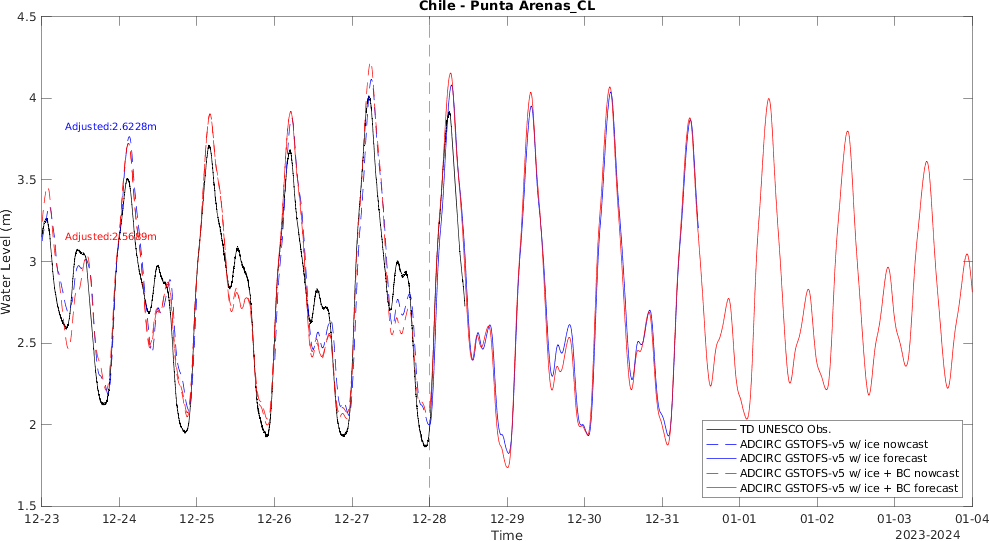 Chile - Punta Arenas_CL
4.5
4
3.5
3
2.5
2
1.5
Water Level (m)
Adjusted:2.6228m
Adjusted:2.5689m
TD UNESCO Obs.
ADCIRC GSTOFS-v5 w/ ice nowcast
ADCIRC GSTOFS-v5 w/ ice forecast
ADCIRC GSTOFS-v5 w/ ice + BC nowcast
ADCIRC GSTOFS-v5 w/ ice + BC forecast
12-23 12-24 12-25 12-26 12-27 12-28 12-29 12-30 12-31 01-01 01-02 01-03 01-04
Time
2023-2024